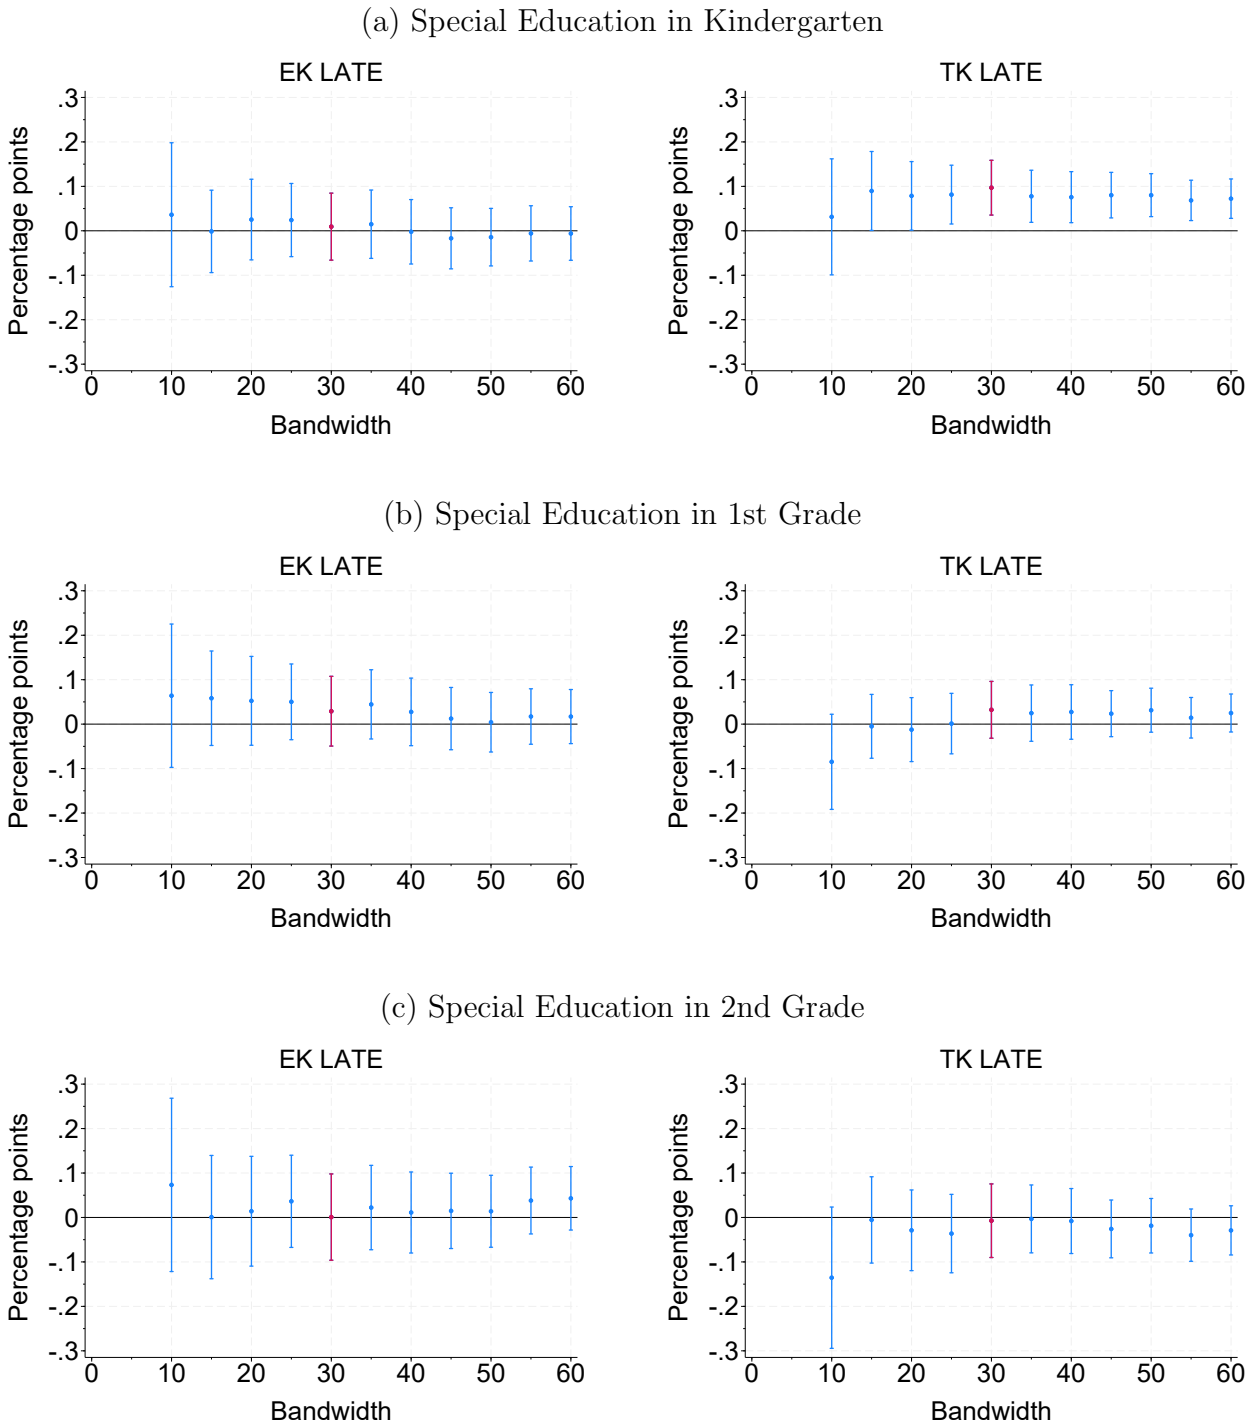 (a) Special Education in Kindergarten
EK LATE
Percentage points
.3
.2
.1
0
-.1
-.2
-.3
0 10 20 30 40 50 60
Bandwidth
TK LATE
Percentage points
.3
.2
.1
0
-.1
-.2
-.3
0 10 20 30 40 50 60
Bandwidth
(b) Special Education in 1st Grade
EK LATE
Percentage points
.3
.2
.1
0
-.1
-.2
-.3
0 10 20 30 40 50 60
Bandwidth
TK LATE
Percentage points
.3
.2
.1
0
-.1
-.2
-.3
0 10 20 30 40 50 60
Bandwidth
(c) Special Education in 2nd Grade
EK LATE
Percentage points
.3
.2
.1
0
-.1
-.2
-.3
0 10 20 30 40 50 60
Bandwidth
TK LATE
Percentage points
.3
.2
.1
0
-.1
-.2
-.3
0 10 20 30 40 50 60
Bandwidth